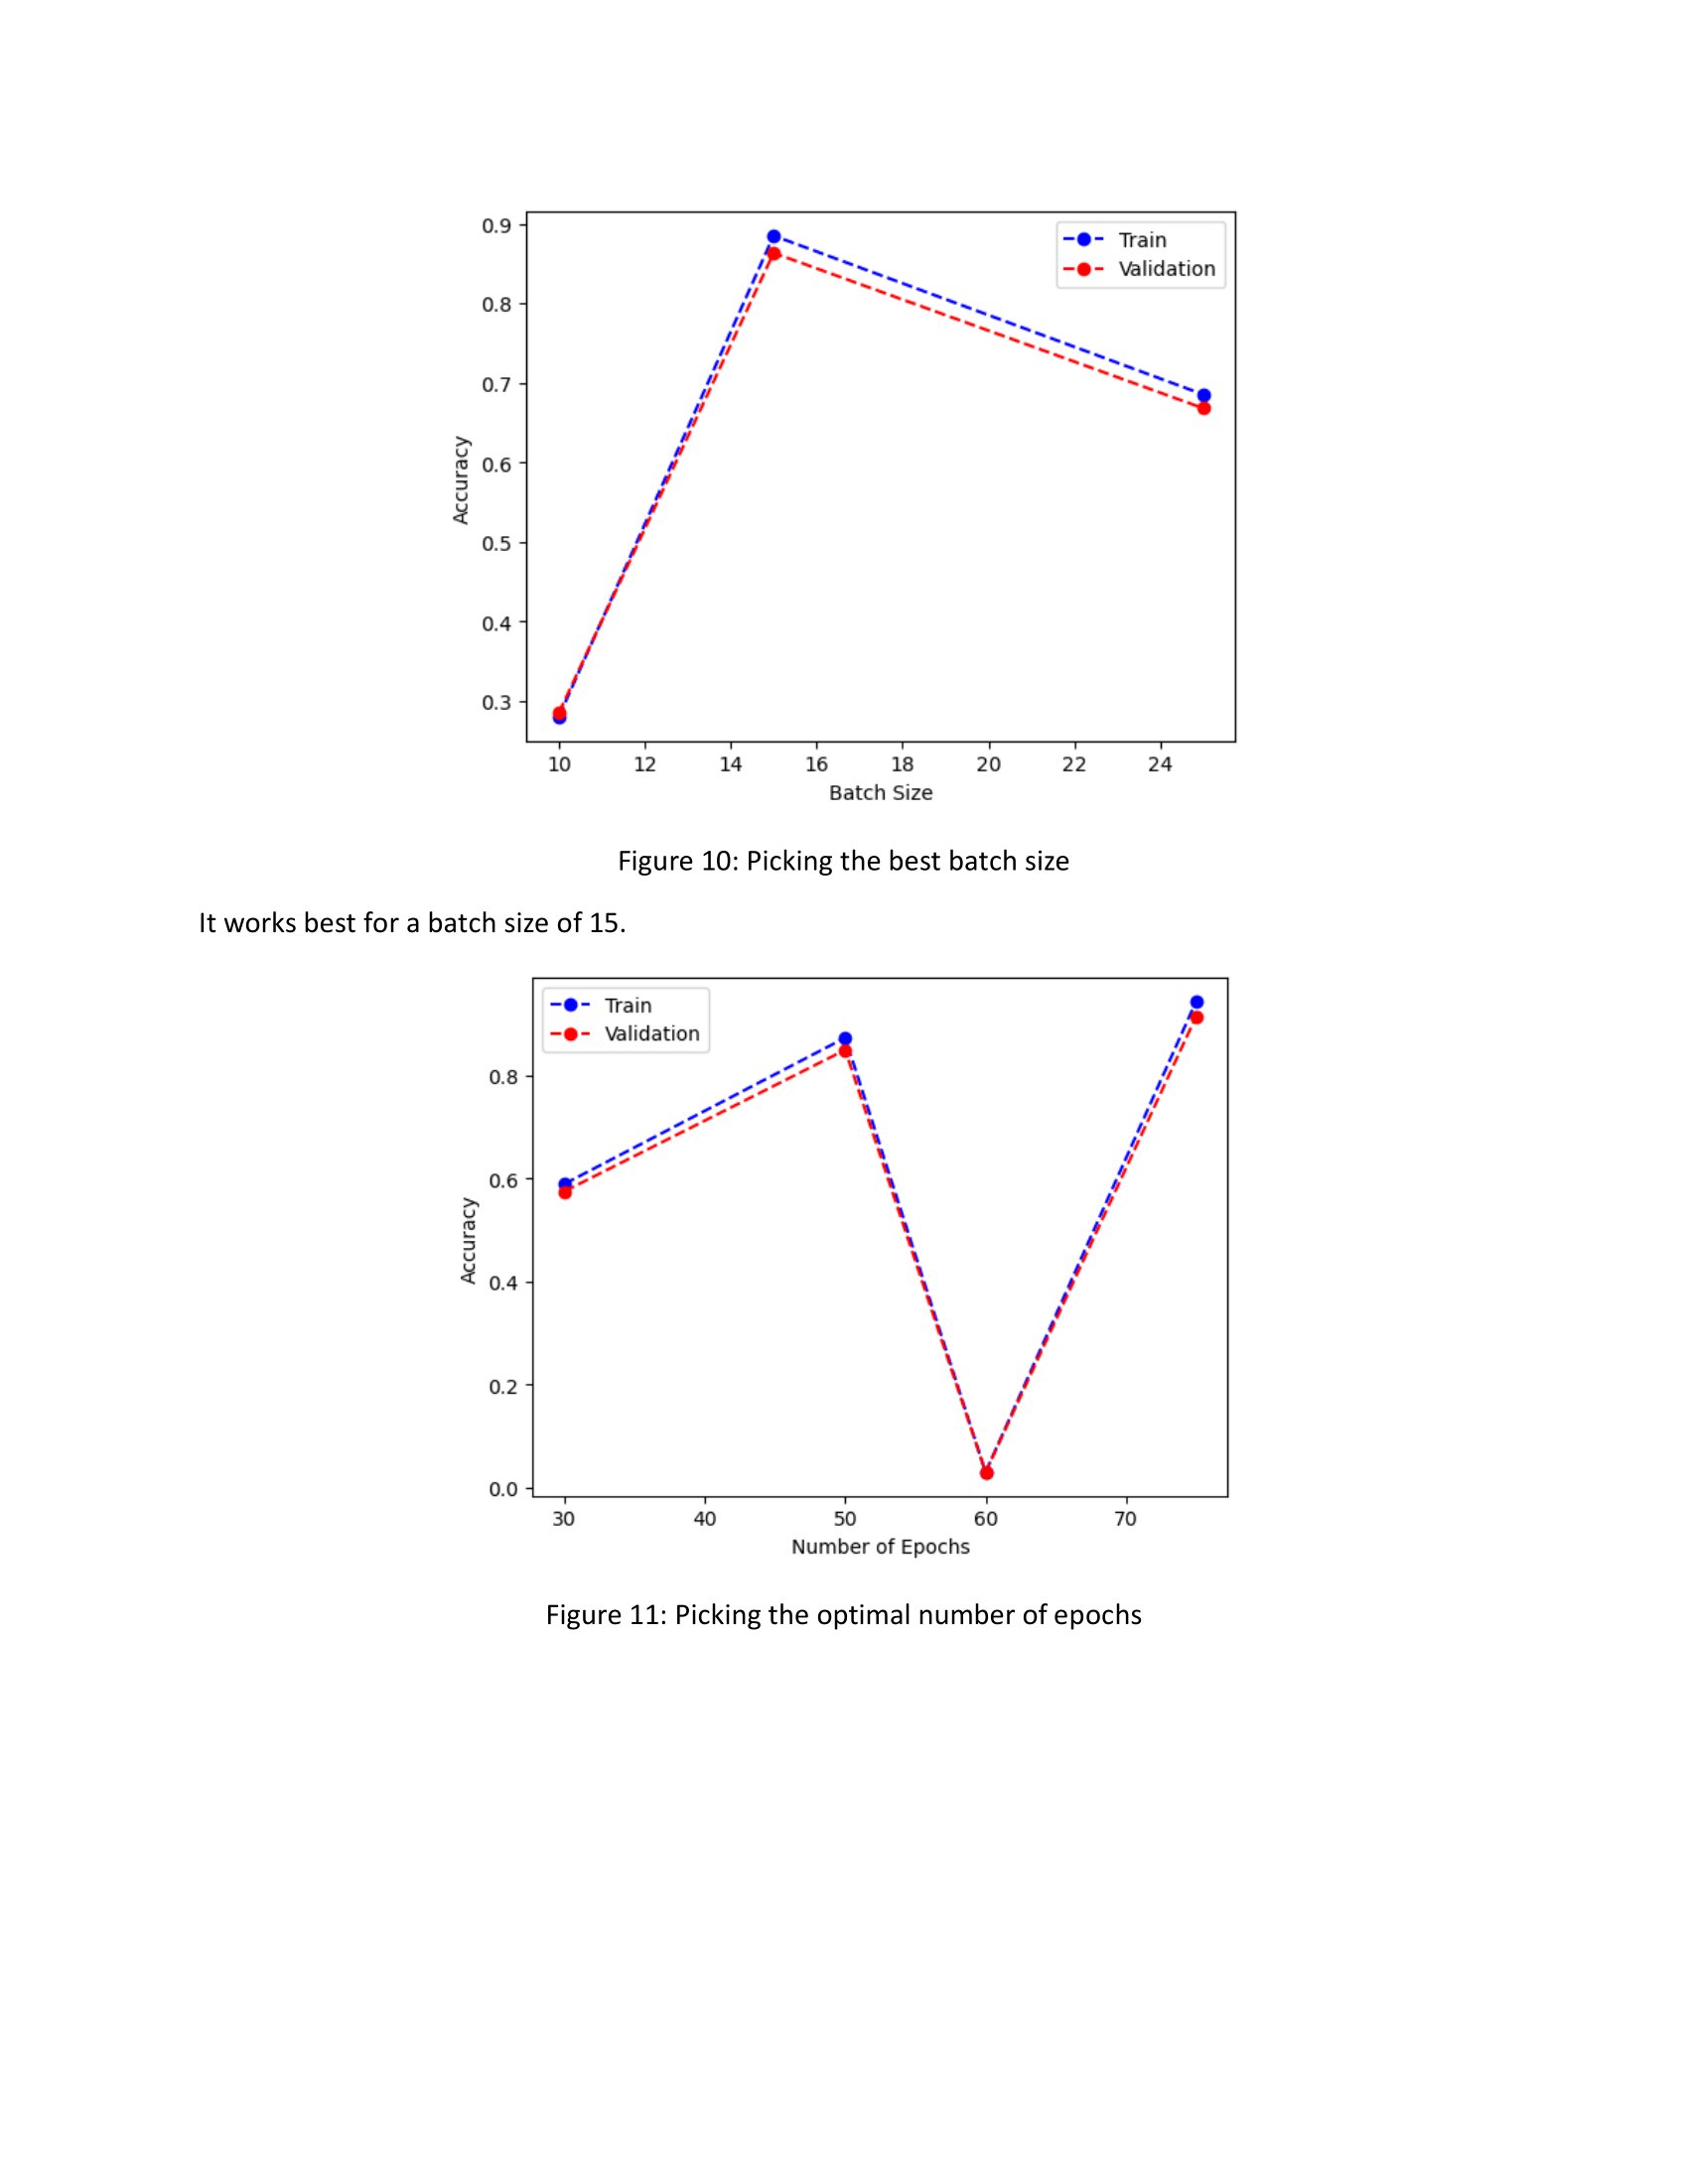 0.9
0.8
0.7
0.6
0.5
0.4
0.3
Accuracy
Train
Validation
10 12 14 16 18 20 22 24
Batch Size
Figure 10: Picking the best batch size
It works best for a batch size of 15.
Train
Validation
0.8
0.6
0.4
0.2
0.0
Accuracy
30 40 50 60 70
Number of Epochs
Figure 11: Picking the optimal number of epochs